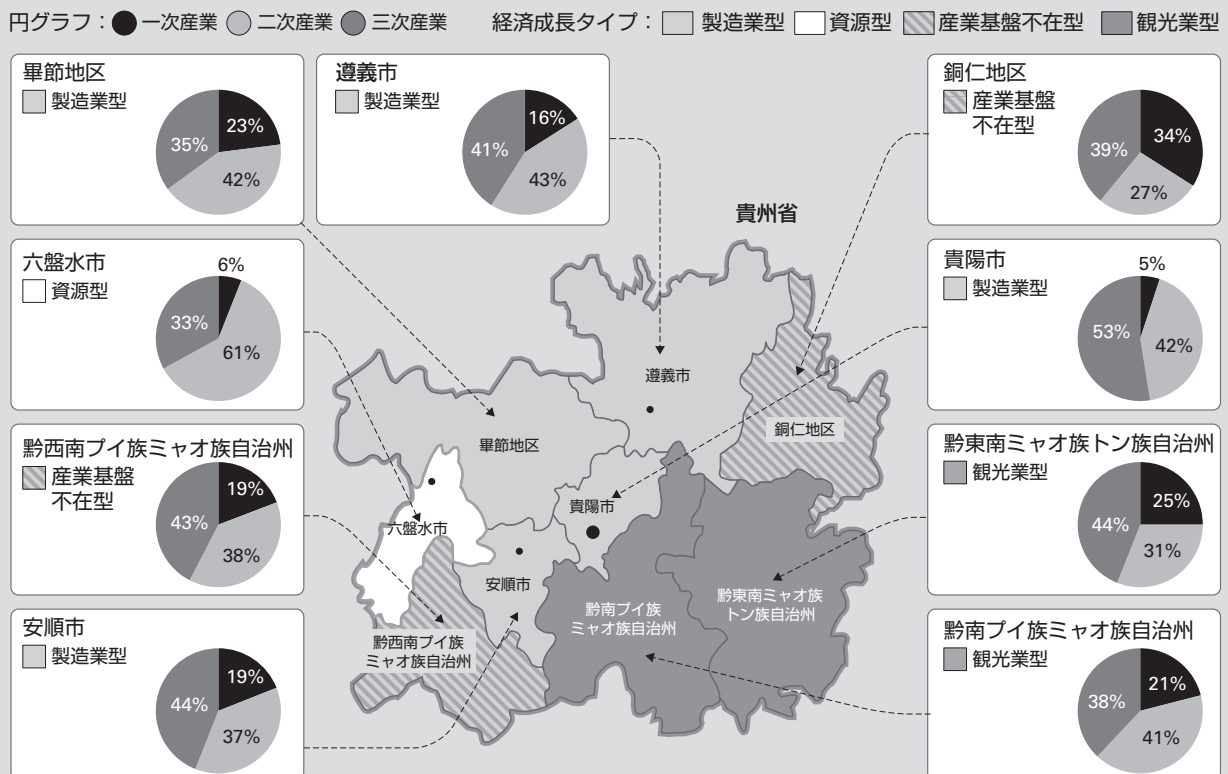 円グラフ：一次産業 二次産業 三次産業 経済成長タイプ：製造業型 資源型 産業基盤不在型 観光業型
畢節地区
製造業型
23%
35%
42%
遵義市
製造業型
16%
41%
43%
銅仁地区
産業基盤
不在型
34%
39%
27%
六盤水市
資源型
6%
33%
61%
貴陽市
製造業型
5%
53%
42%
黔西南プイ族ミャオ族自治州
産業基盤
不在型
19%
43%
38%
黔東南ミャオ族トン族自治州
観光業型
25%
44%
31%
安順市
製造業型
19%
44%
37%
黔南プイ族ミャオ族自治州
観光業型
21%
38%
41%
貴州省
遵義市
銅仁地区
畢節地区
貴陽市
六盤水市
安順市
黔東南ミャオ族
トン族自治州
黔南プイ族
ミャオ族自治州
黔西南プイ族
ミャオ族自治州